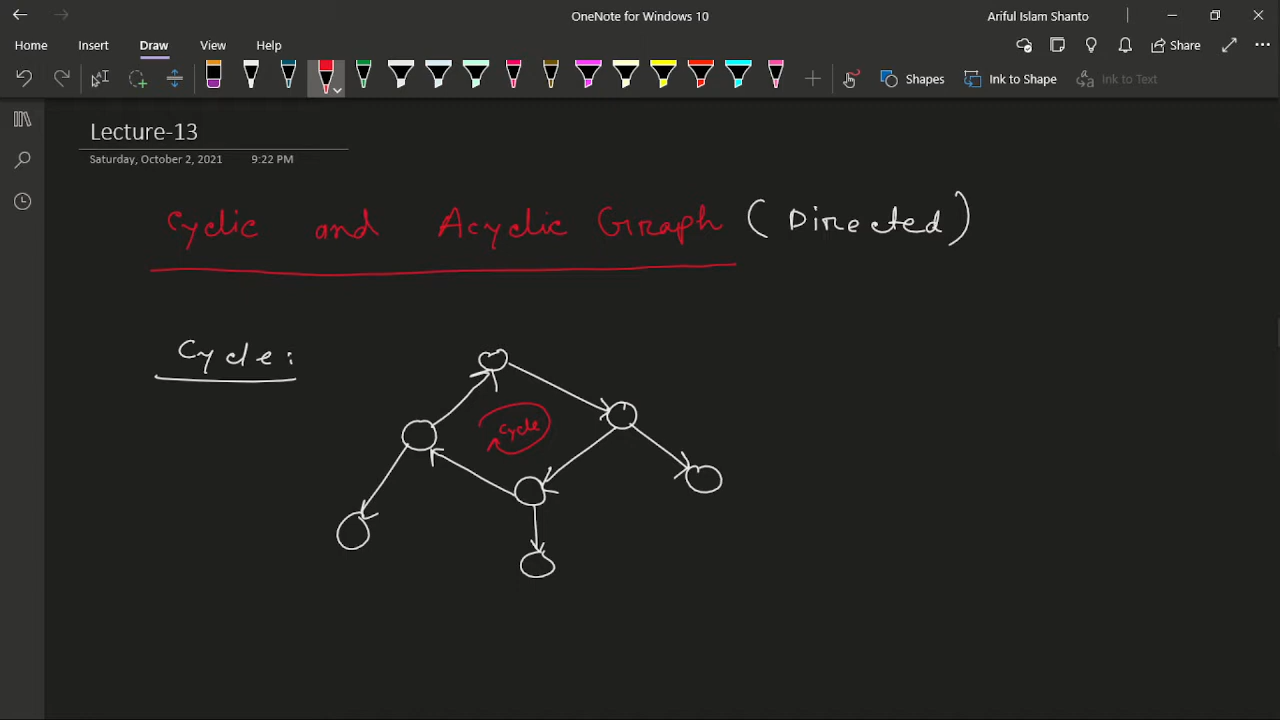 OneNote for Windows 10
Ariful Islam Shanto
Home Insert Draw View Help
Share
Shapes Ink to Shape Ink to Text
Lecture-13
Saturday, October 2, 2021 9:22 PM
Cyclic and Acyclic Graph (Directed)
Cycle:
Cycle